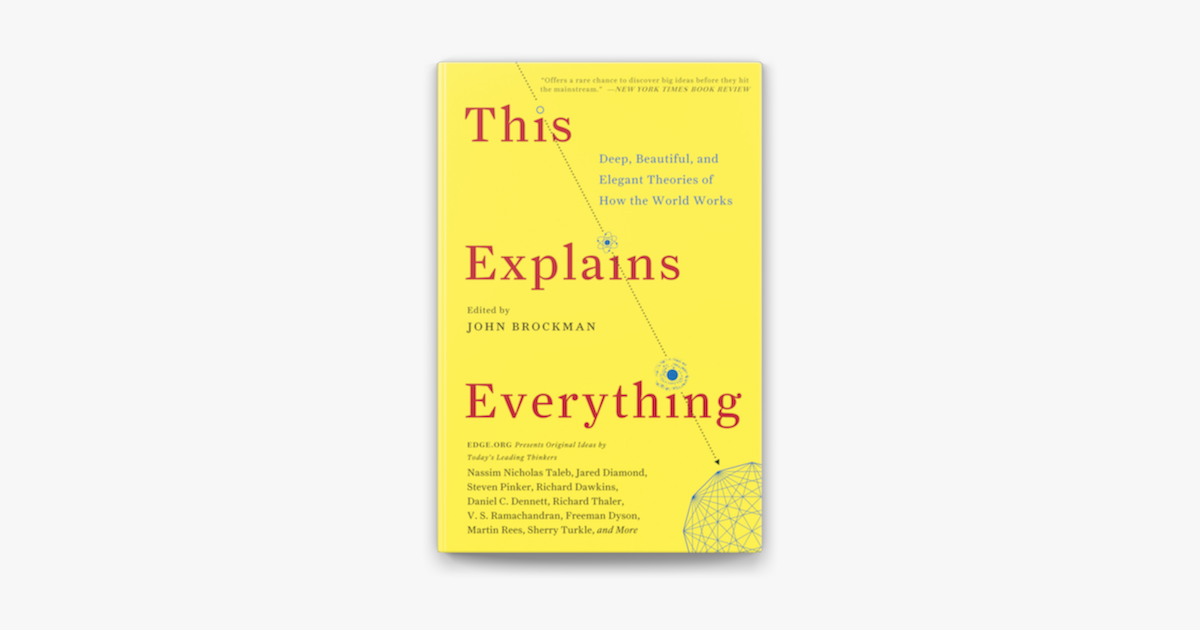 "Offers a rare chance to discover big ideas before they hit
the mainstream." —NEW YORK TIMES BOOK REVIEW
This
Deep, Beautiful, and
Elegant Theories of
How the World Works
Explains
Edited by
JOHN BROCKMAN
Everything
EDGE.ORG Presents Original Ideas by
Today's Leading Thinkers
Nassim Nicholas Taleb, Jared Diamond,
Steven Pinker, Richard Dawkins,
Daniel C. Dennett, Richard Thaler,
V. S. Ramachandran, Freeman Dyson,
Martin Rees, Sherry Turkle, and More